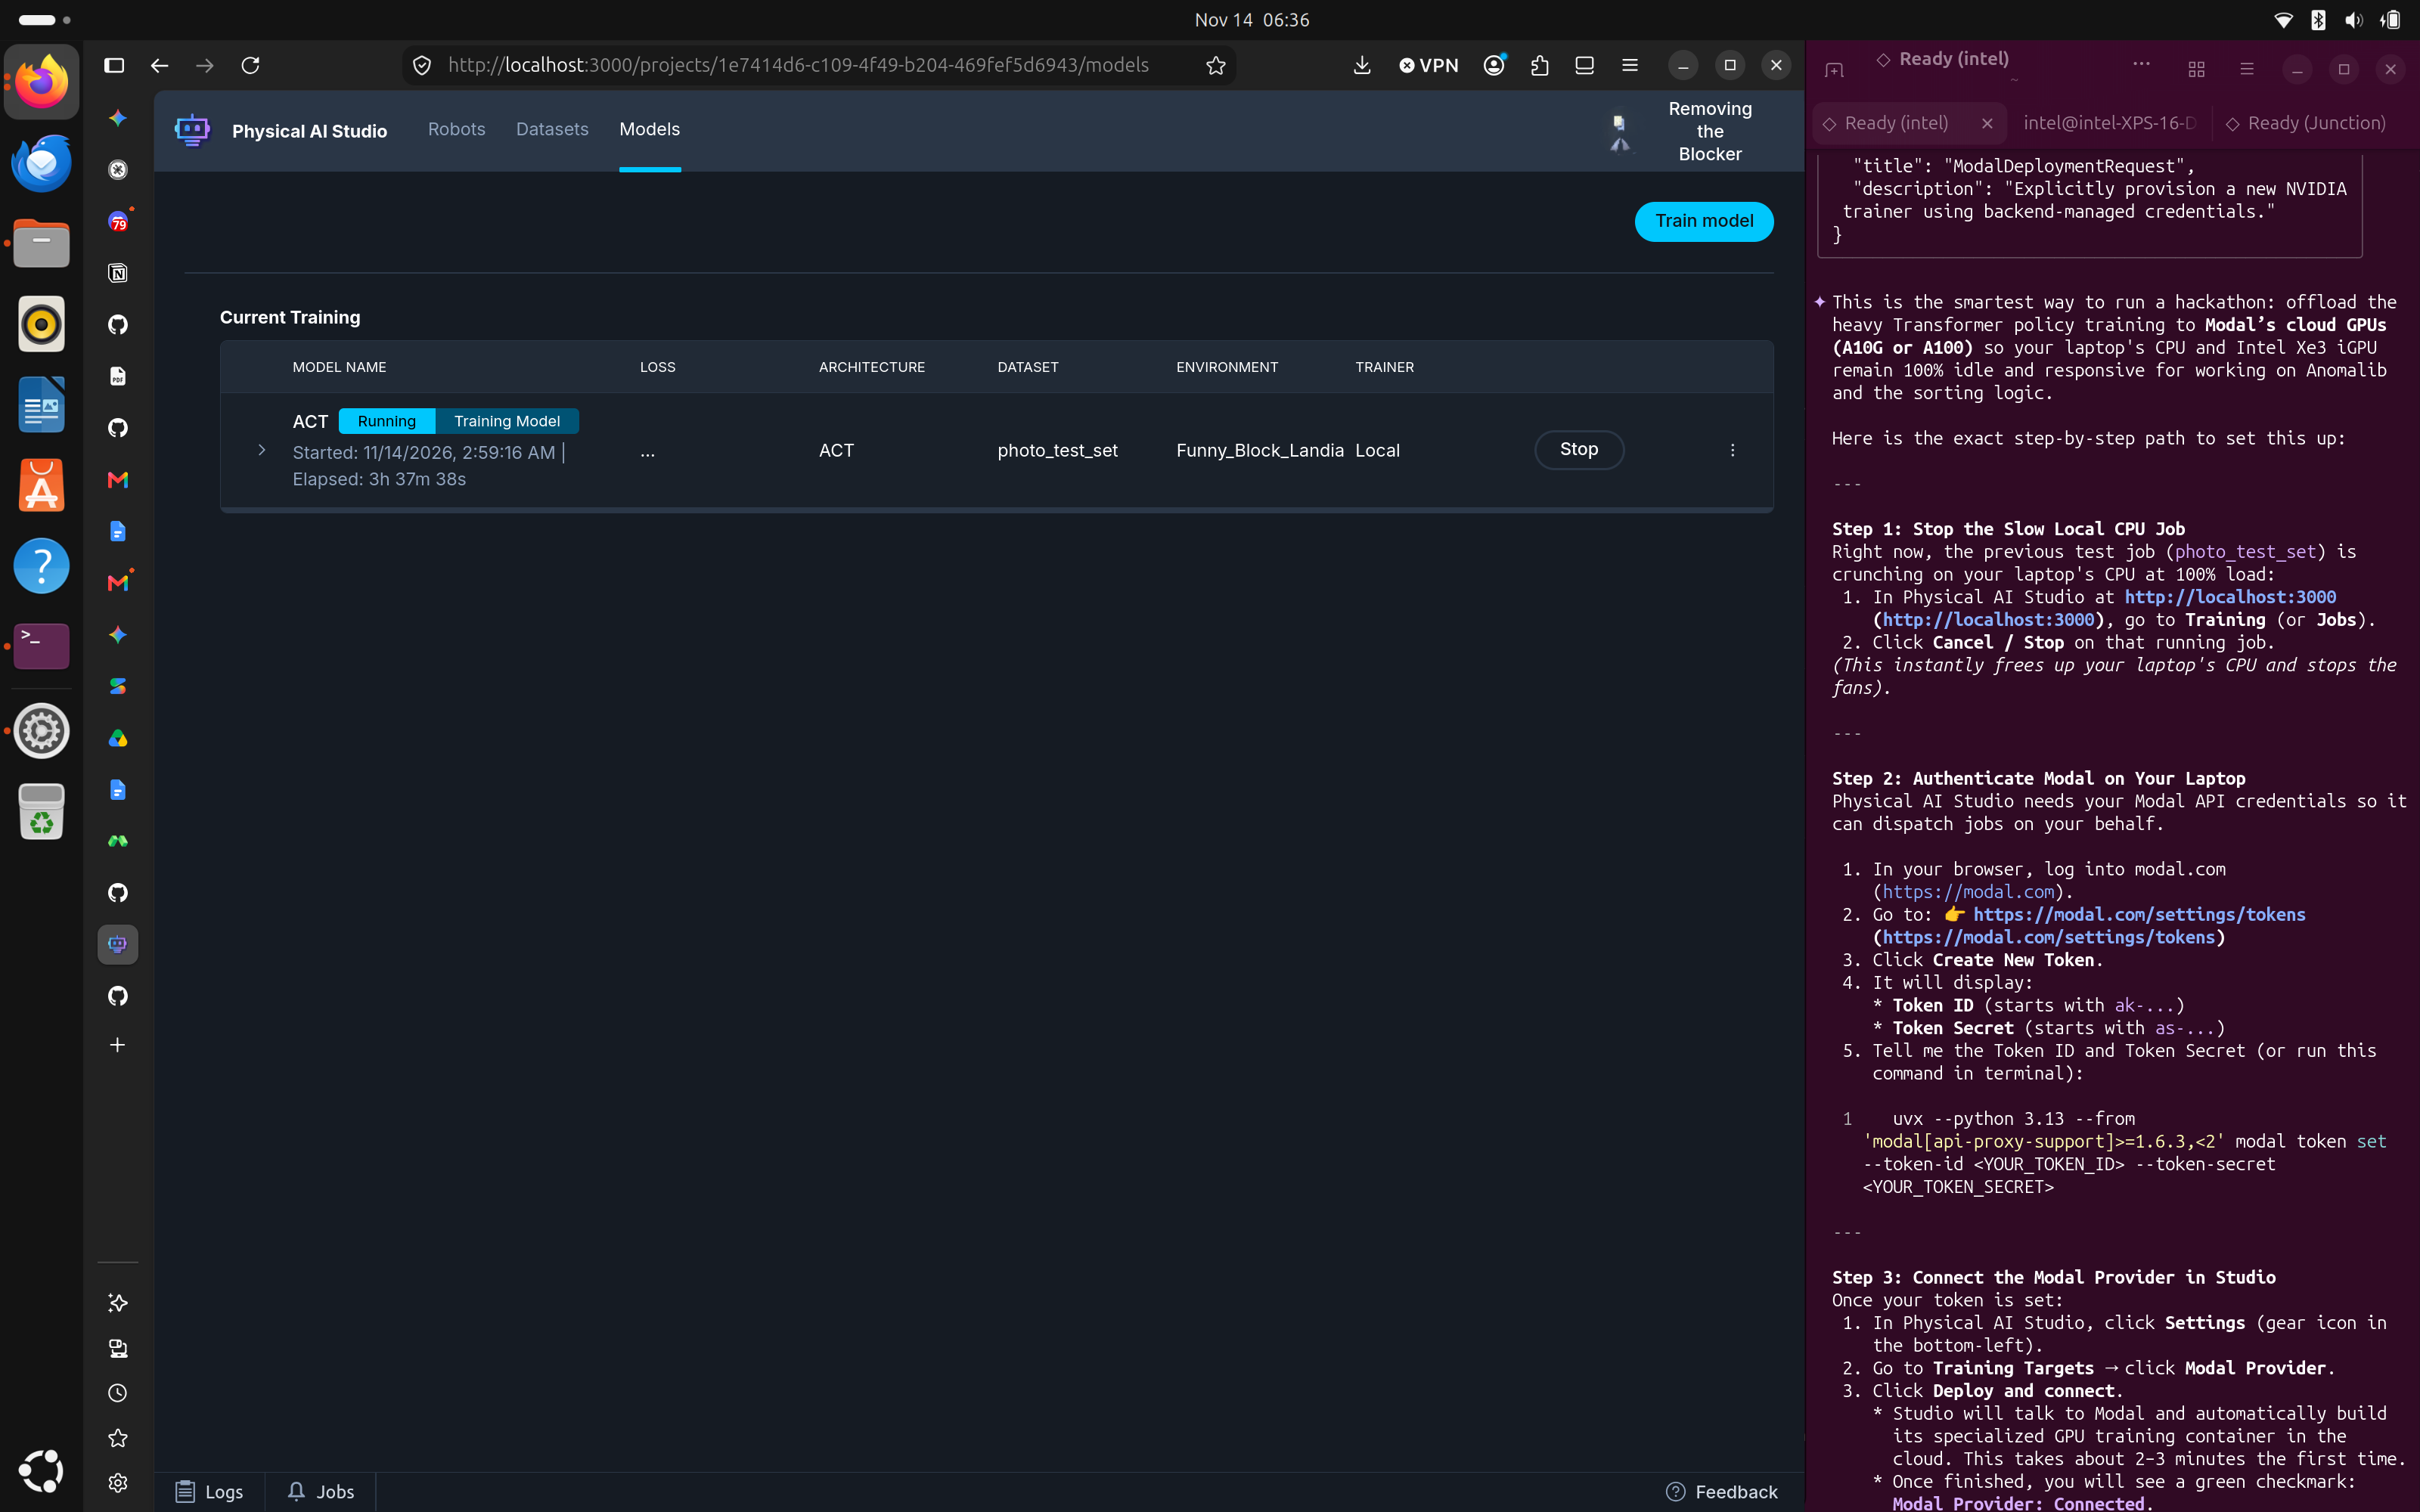 Nov 14 06:36
http://localhost:3000/projects/1e7414d6-c109-4f49-b204-469fef5d6943/models
VPN
Physical AI Studio
Robots
Datasets
Models
Removing
the
Blocker
Train model
Current Training
MODEL NAME
LOSS
ARCHITECTURE
DATASET
ENVIRONMENT
TRAINER
ACT
Running
Training Model
Started: 11/14/2026, 2:59:16 AM |
Elapsed: 3h 37m 38s
...
ACT
photo_test_set
Funny_Block_Landia
Local
Stop
79
PDF
Logs
Jobs
Feedback
◇ Ready (intel)
~
◇ Ready (intel)
intel@intel-XPS-16-D
◇ Ready (Junction)
"title": "ModalDeploymentRequest",
"description": "Explicitly provision a new NVIDIA
trainer using backend-managed credentials."
}
✦ This is the smartest way to run a hackathon: offload the
heavy Transformer policy training to Modal’s cloud GPUs
(A10G or A100) so your laptop's CPU and Intel Xe3 iGPU
remain 100% idle and responsive for working on Anomalib
and the sorting logic.
Here is the exact step-by-step path to set this up:
---
Step 1: Stop the Slow Local CPU Job
Right now, the previous test job (photo_test_set) is
crunching on your laptop's CPU at 100% load:
1. In Physical AI Studio at http://localhost:3000
(http://localhost:3000), go to Training (or Jobs).
2. Click Cancel / Stop on that running job.
(This instantly frees up your laptop's CPU and stops the
fans).
---
Step 2: Authenticate Modal on Your Laptop
Physical AI Studio needs your Modal API credentials so it
can dispatch jobs on your behalf.
1. In your browser, log into modal.com
(https://modal.com).
2. Go to: 👉 https://modal.com/settings/tokens
(https://modal.com/settings/tokens)
3. Click Create New Token.
4. It will display:
* Token ID (starts with ak-...)
* Token Secret (starts with as-...)
5. Tell me the Token ID and Token Secret (or run this
command in terminal):
1 uvx --python 3.13 --from
'modal[api-proxy-support]>=1.6.3,<2' modal token set
--token-id <YOUR_TOKEN_ID> --token-secret
<YOUR_TOKEN_SECRET>
---
Step 3: Connect the Modal Provider in Studio
Once your token is set:
1. In Physical AI Studio, click Settings (gear icon in
the bottom-left).
2. Go to Training Targets → click Modal Provider.
3. Click Deploy and connect.
* Studio will talk to Modal and automatically build
its specialized GPU training container in the
cloud. This takes about 2-3 minutes the first time.
* Once finished, you will see a green checkmark:
Modal Provider: Connected.